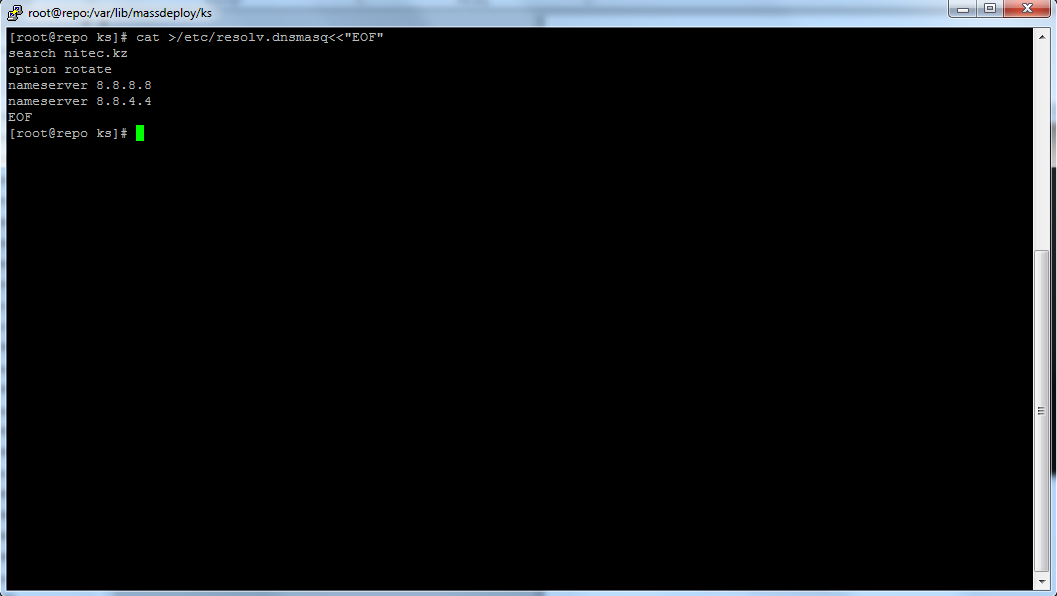 root@repo:/var/lib/massdeploy/ks
[root@repo ks]# cat >/etc/resolv.dnsmasq<<"EOF"
search nitec.kz
option rotate
nameserver 8.8.8.8
nameserver 8.8.4.4
EOF
[root@repo ks]#